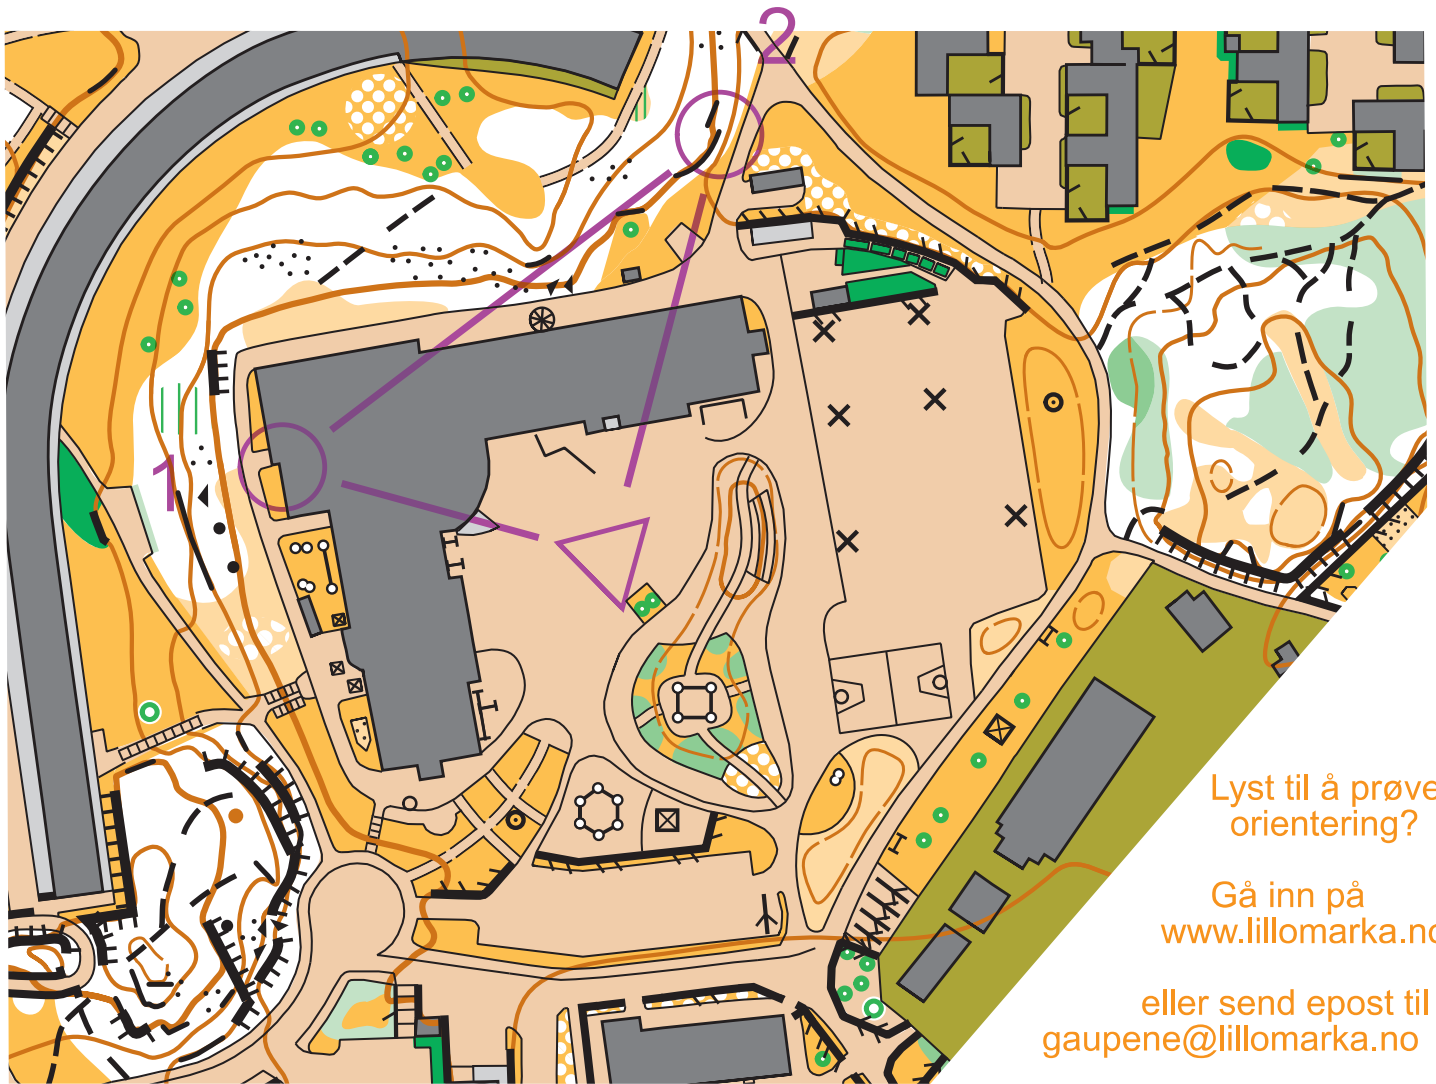 2
1
Lyst til å prøve
orientering?
Gå inn på
www.lillomarka.no
eller send epost til
gaupene@lillomarka.no